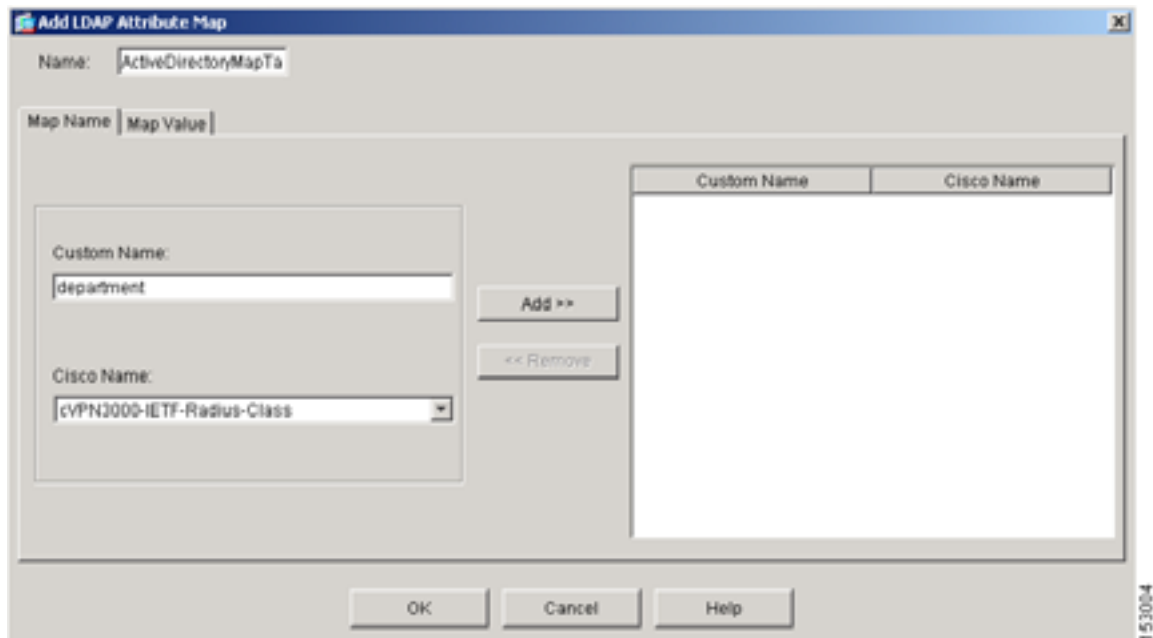 Add LDAP Attribute Map
Name: ActiveDirectoryMapTa
Map Name Map Value
Custom Name Cisco Name
Custom Name:
department
Add >>
<< Remove
Cisco Name:
cVPN3000-IETF-Radius-Class
OK Cancel Help
153004